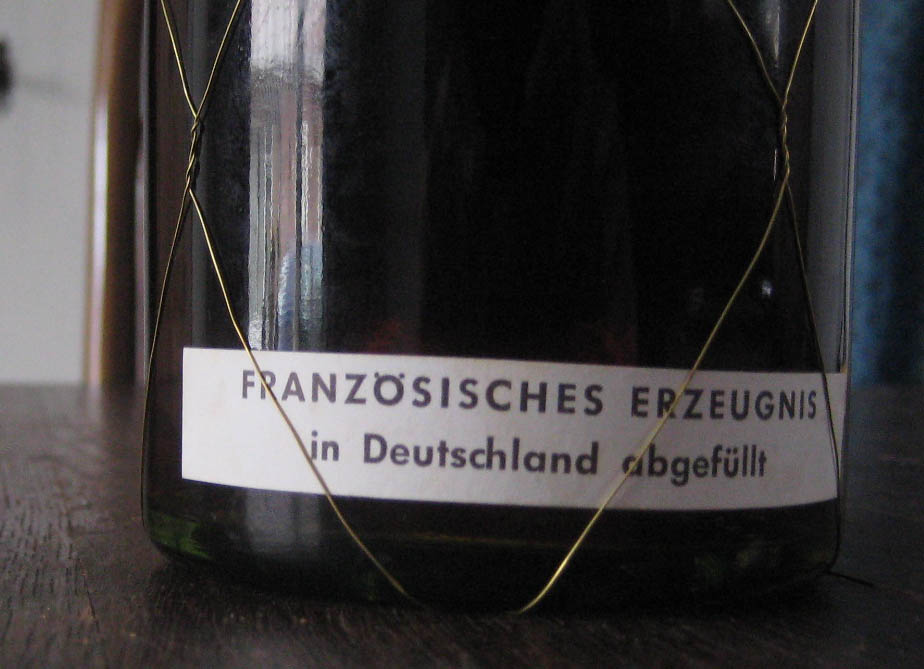 FRANZÖSISCHES ERZEUGNIS
in Deutschland abgefüllt